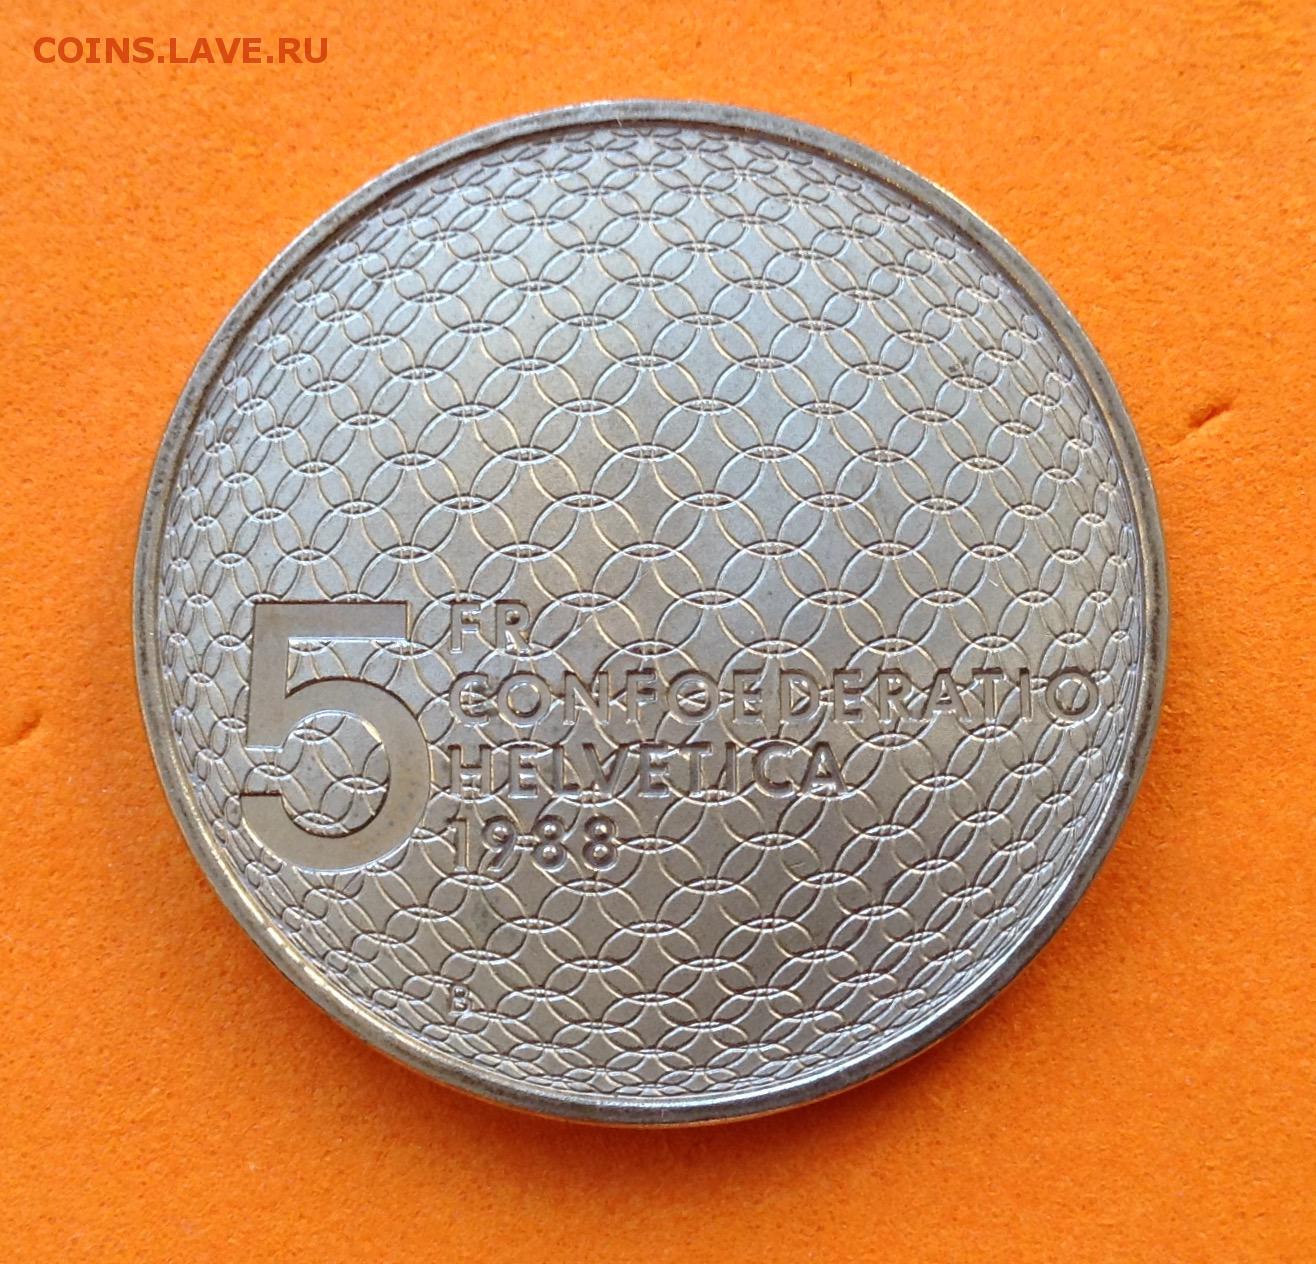 COINS.LAVE.RU
5 FR
CONFOEDERATIO
HELVETICA
1988
B